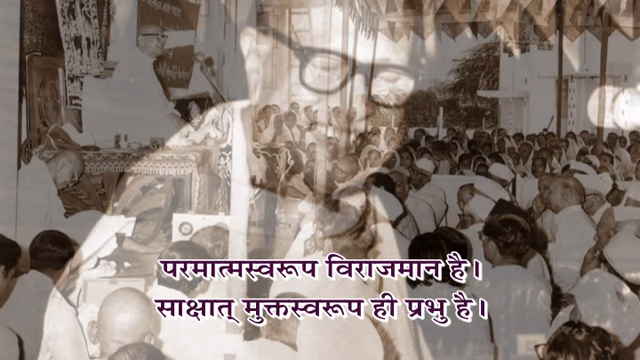 परमात्मस्वरूप विराजमान है।
साक्षात् मुक्तस्वरूप ही प्रभु है।